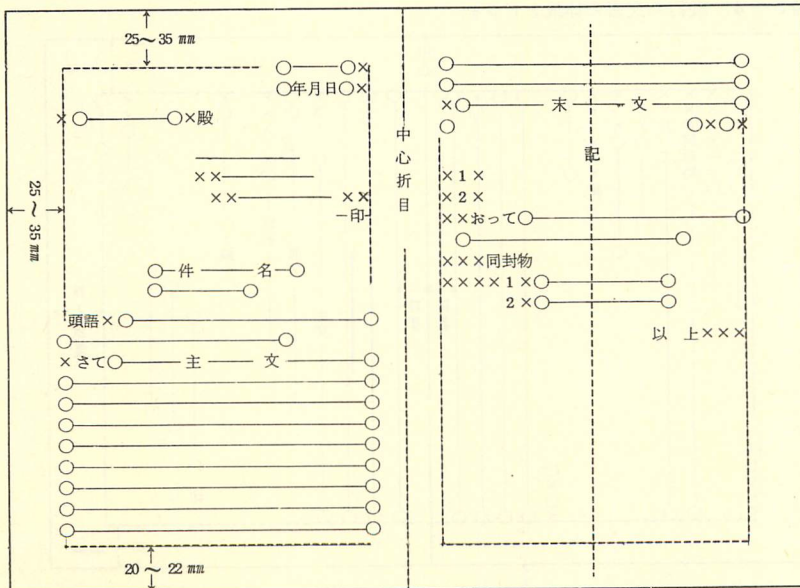 25～35 mm
○――○×
○年月日○×
×○――○×殿
××――
××――××
―印
25～35 mm
○―件――名―○
○――○
頭語×○――○
○――○
×さて○――主――文――○
20～22 mm
中心折目
○――○
○――○
×○――末――文――○
○ ○×○×
記
×1×
×2×
××おって○――○
○――○
×××同封物
××××1×○――○
2×○――○
以 上×××